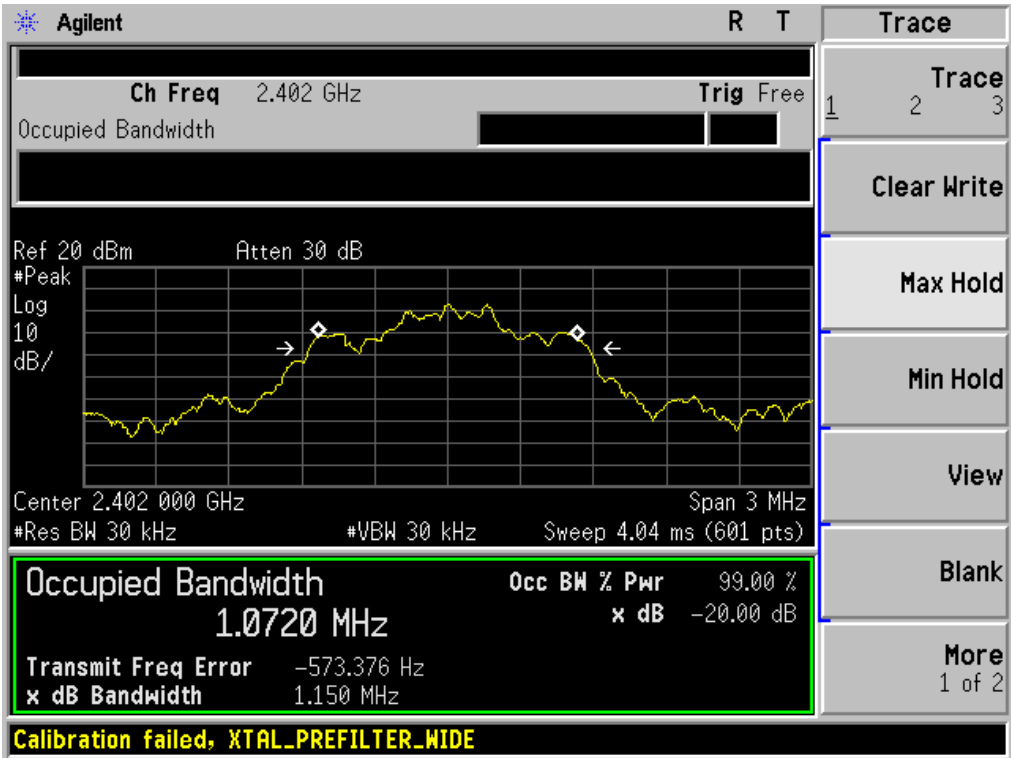 Agilent R T Trace
Ch Freq 2.402 GHz Trig Free
Occupied Bandwidth
Trace
1 2 3
Clear Write
Max Hold
Min Hold
View
Blank
More
1 of 2
Ref 20 dBm Atten 30 dB
#Peak
Log
10
dB/
Center 2.402 000 GHz Span 3 MHz
#Res BW 30 kHz #VBW 30 kHz Sweep 4.04 ms (601 pts)
Occupied Bandwidth Occ BW % Pwr 99.00 %
1.0720 MHz x dB -20.00 dB
Transmit Freq Error -573.376 Hz
x dB Bandwidth 1.150 MHz
Calibration failed, XTAL_PREFILTER_WIDE